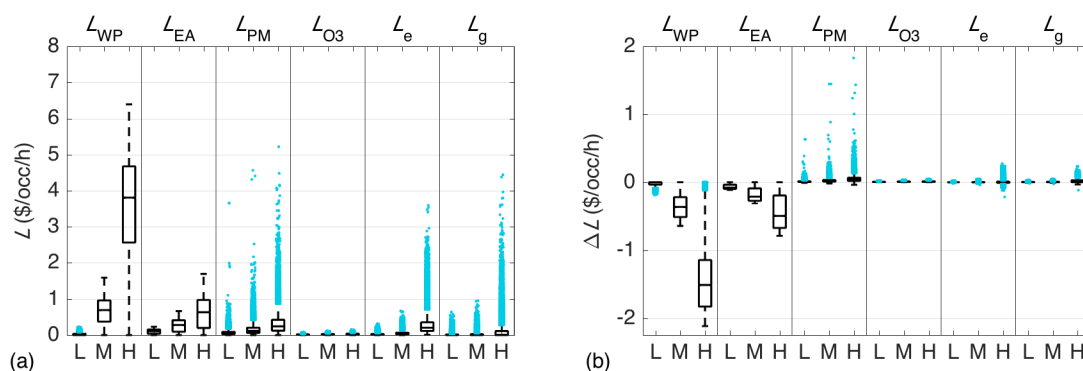 L_WP L_EA L_PM L_O3 L_e L_g
8
7
6
5
4
3
2
1
0
L ($/occ/h)
L M H L M H L M H L M H L M H L M H
(a)
L_WP L_EA L_PM L_O3 L_e L_g
2
1
0
-1
-2
ΔL ($/occ/h)
L M H L M H L M H L M H L M H L M H
(b)